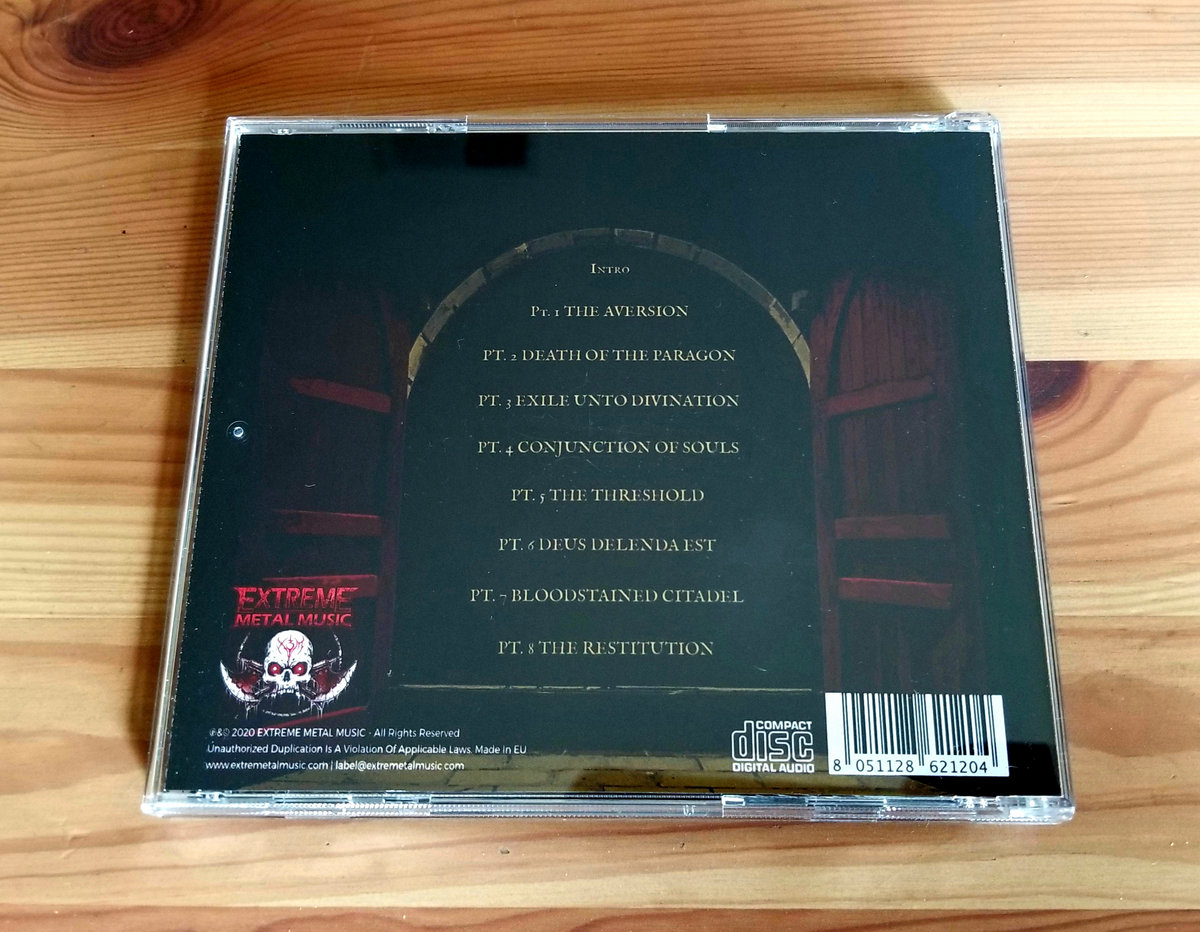 Intro
Pt. 1 THE AVERSION
PT. 2 DEATH OF THE PARAGON
PT. 3 EXILE UNTO DIVINATION
PT. 4 CONJUNCTION OF SOULS
PT. 5 THE THRESHOLD
PT. 6 DEUS DELENDA EST
PT. 7 BLOODSTAINED CITADEL
PT. 8 THE RESTITUTION
EXTREME
METAL MUSIC
℗&© 2020 EXTREME METAL MUSIC - All Rights Reserved
Unauthorized Duplication Is A Violation Of Applicable Laws. Made In EU
www.extremetalmusic.com | label@extremetalmusic.com
COMPACT
disc
DIGITAL AUDIO
8 051128 621204